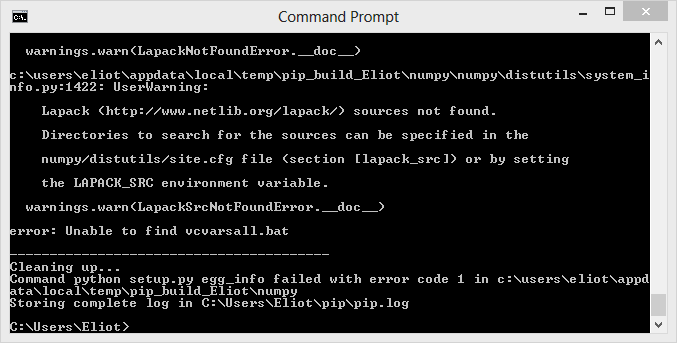 Command Prompt
warnings.warn(LapackNotFoundError.__doc__)
c:\users\eliot\appdata\local\temp\pip_build_Eliot\numpy\numpy\distutils\system_i
nfo.py:1422: UserWarning:
Lapack (http://www.netlib.org/lapack/) sources not found.
Directories to search for the sources can be specified in the
numpy/distutils/site.cfg file (section [lapack_src]) or by setting
the LAPACK_SRC environment variable.
warnings.warn(LapackSrcNotFoundError.__doc__)
error: Unable to find vcvarsall.bat
----------------------------------------
Cleaning up...
Command python setup.py egg_info failed with error code 1 in c:\users\eliot\appd
ata\local\temp\pip_build_Eliot\numpy
Storing complete log in C:\Users\Eliot\pip\pip.log
C:\Users\Eliot>